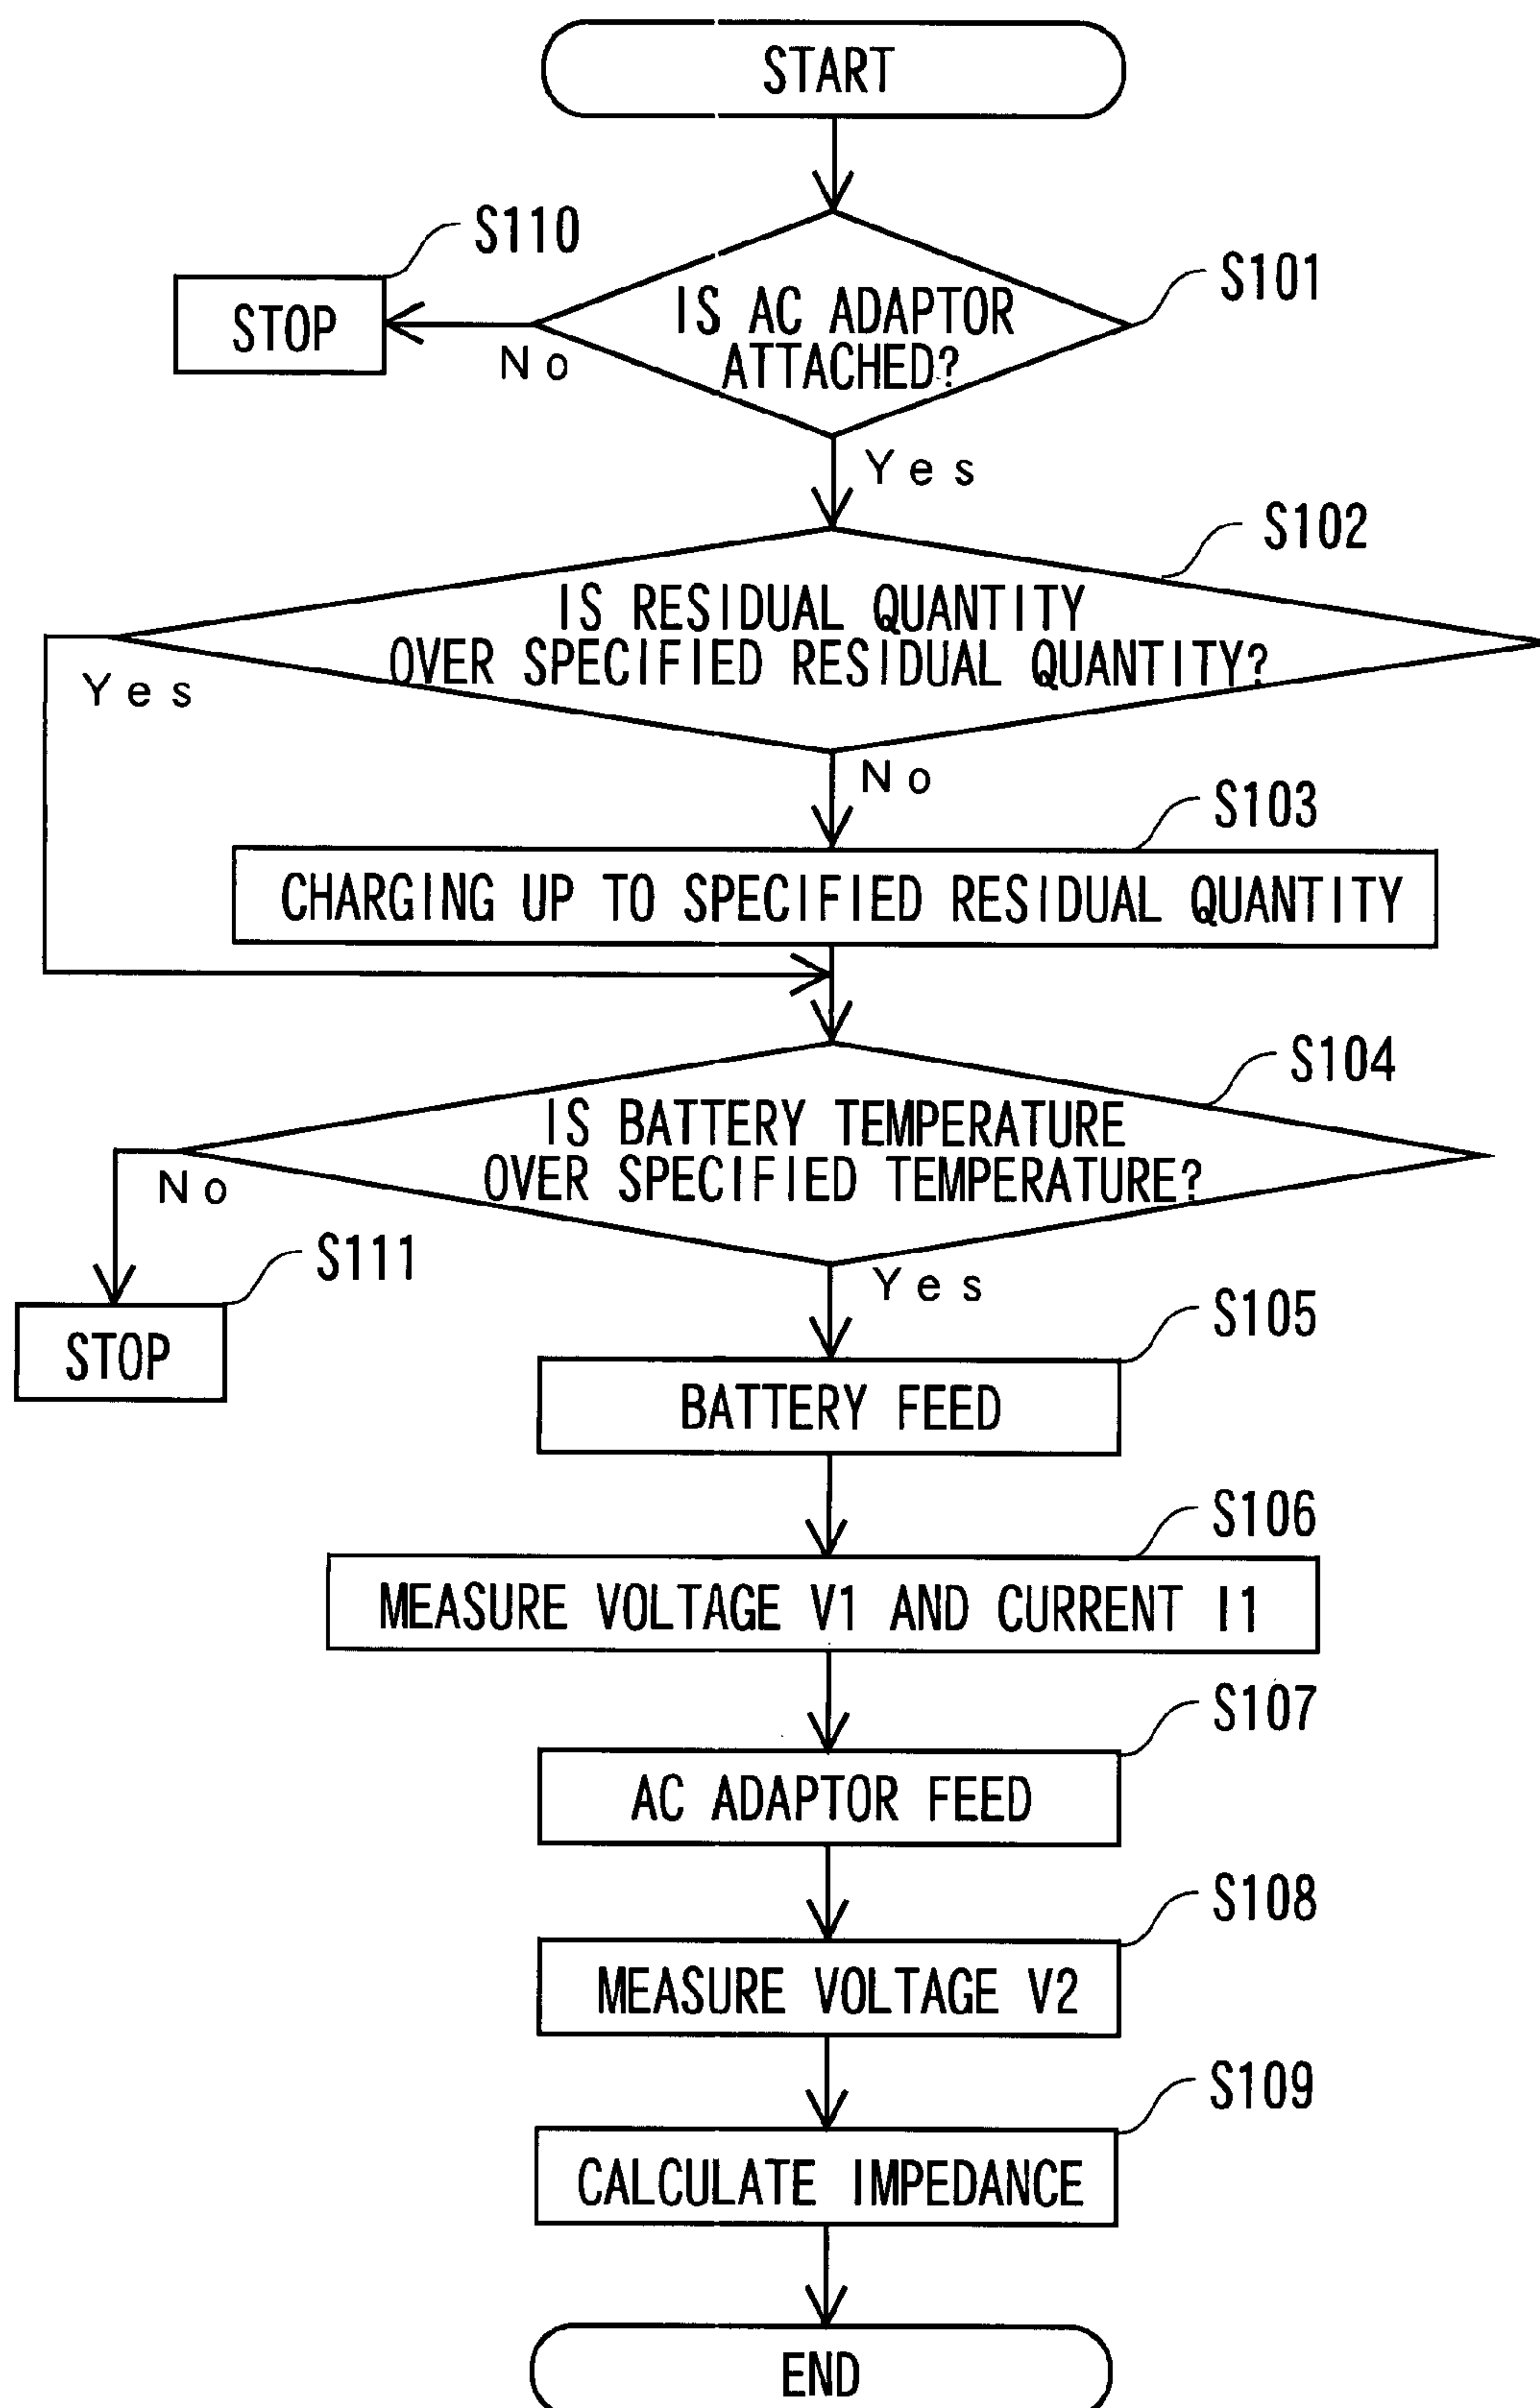 START
S110
S101
STOP
IS AC ADAPTOR
ATTACHED?
No
Yes
S102
IS RESIDUAL QUANTITY
OVER SPECIFIED RESIDUAL QUANTITY?
Yes
No
S103
CHARGING UP TO SPECIFIED RESIDUAL QUANTITY
S104
IS BATTERY TEMPERATURE
OVER SPECIFIED TEMPERATURE?
No
S111
Yes
S105
STOP
BATTERY FEED
S106
MEASURE VOLTAGE V1 AND CURRENT I1
S107
AC ADAPTOR FEED
S108
MEASURE VOLTAGE V2
S109
CALCULATE IMPEDANCE
END